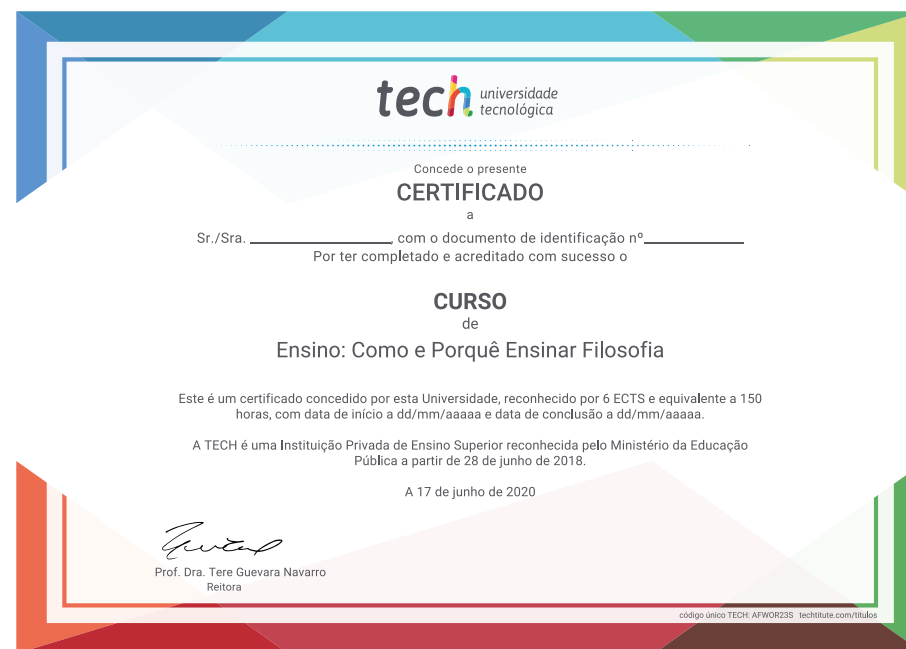 tech universidade
tecnológica
Concede o presente
CERTIFICADO
a
Sr./Sra. ________________, com o documento de identificação nº____________
Por ter completado e acreditado com sucesso o
CURSO
de
Ensino: Como e Porquê Ensinar Filosofia
Este é um certificado concedido por esta Universidade, reconhecido por 6 ECTS e equivalente a 150
horas, com data de início a dd/mm/aaaaa e data de conclusão a dd/mm/aaaaa.
A TECH é uma Instituição Privada de Ensino Superior reconhecida pelo Ministério da Educação
Pública a partir de 28 de junho de 2018.
A 17 de junho de 2020
Prof. Dra. Tere Guevara Navarro
Reitora
código único TECH: AFWOR23S techtitute.com/titulos